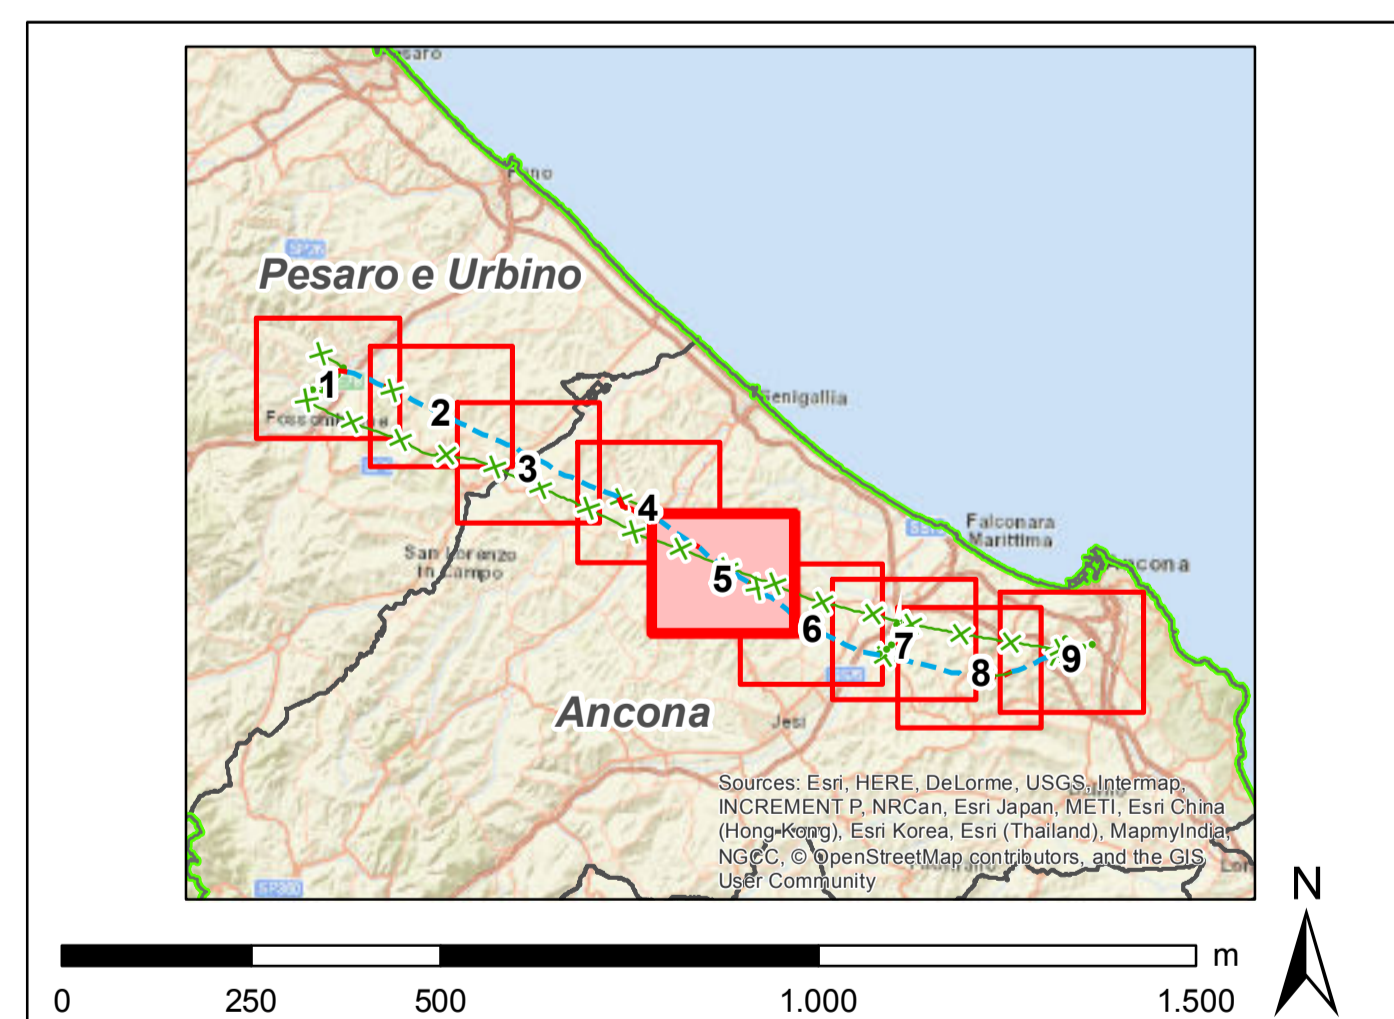 Fano
Pesaro e Urbino
1
2
Senigallia
3
4
San Lorenzo
In Campo
Falconara
Marittima
Ancona
5
6
7
8
9
Ancona
Jesi
Sources: Esri, HERE, DeLorme, USGS, Intermap,
INCREMENT P, NRCan, Esri Japan, METI, Esri China
(Hong Kong), Esri Korea, Esri (Thailand), MapmyIndia,
NGCC, © OpenStreetMap contributors, and the GIS
User Community
SP360
N
m
0 250 500 1.000 1.500